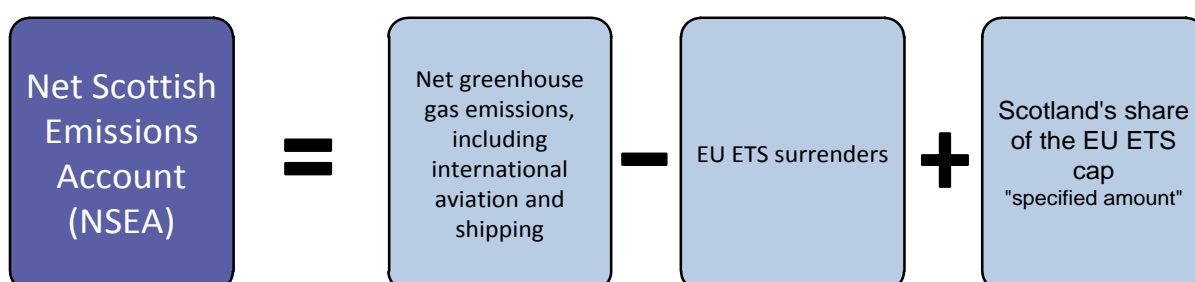 Net Scottish
Emissions
Account
(NSEA)
=
Net greenhouse
gas emissions,
including
international
aviation and
shipping
−
EU ETS surrenders
+
Scotland's share
of the EU ETS
cap
"specified amount"